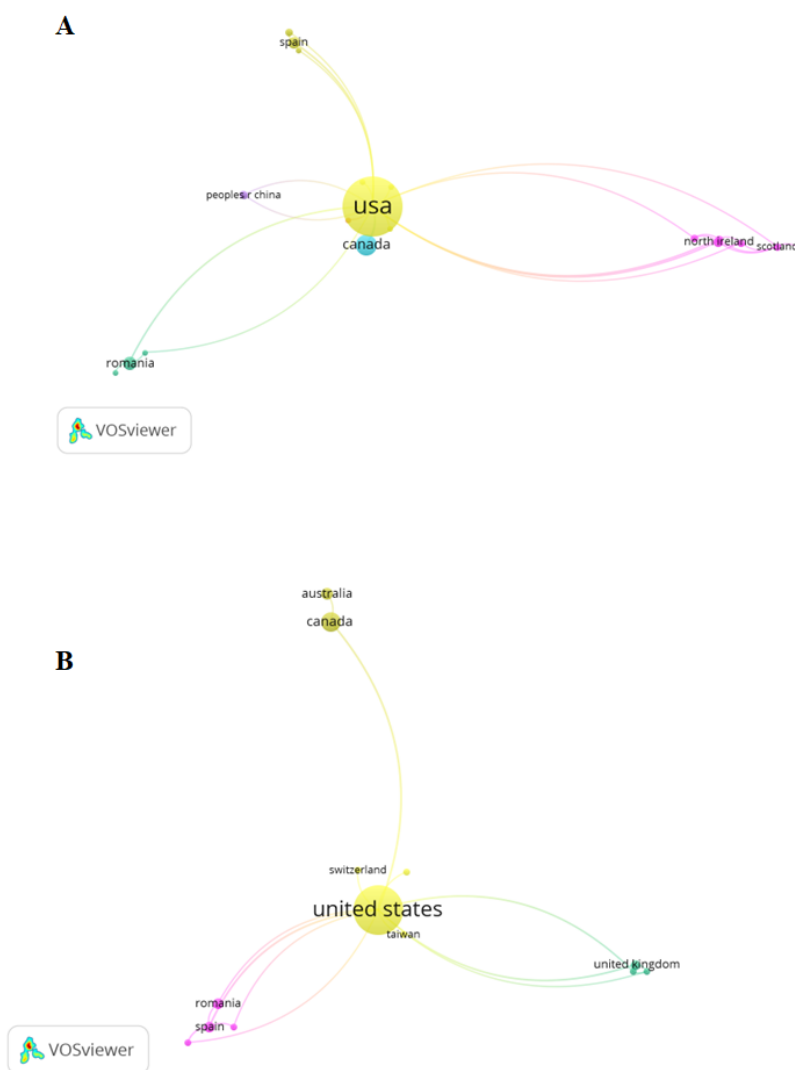 A
spain
peoples r china
usa
canada
north ireland
scotland
romania
VOSviewer
australia
canada
B
switzerland
united states
taiwan
united kingdom
romania
spain
VOSviewer